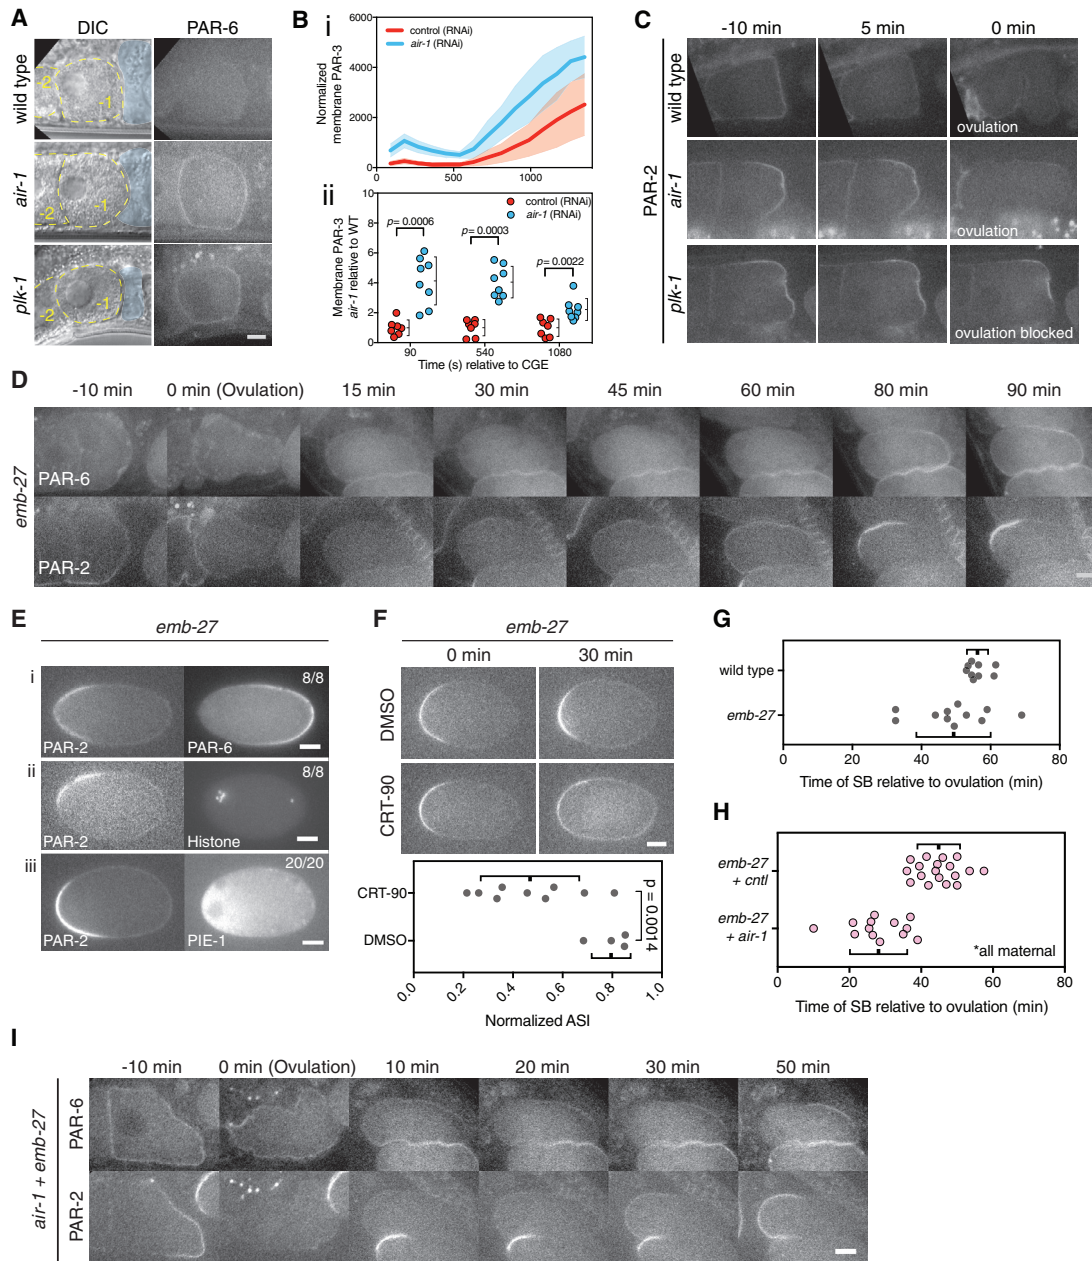 A
DIC
PAR-6
wild type
-2
-1
air-1
-2
-1
plk-1
-2
-1
B
i
control (RNAi)
air-1 (RNAi)
Normalized
membrane PAR-3
6000
4000
2000
0
0
500
1000
ii
control (RNAi)
air-1 (RNAi)
Membrane PAR-3
air-1 relative to WT
10
8
6
4
2
0
p= 0.0006
p= 0.0003
p= 0.0022
90
540
1080
Time (s) relative to CGE
C
-10 min
5 min
0 min
PAR-2
wild type
ovulation
air-1
ovulation
plk-1
ovulation blocked
D
-10 min
0 min (Ovulation)
15 min
30 min
45 min
60 min
80 min
90 min
emb-27
PAR-6
PAR-2
E
emb-27
i
8/8
PAR-2
PAR-6
ii
8/8
PAR-2
Histone
iii
20/20
PAR-2
PIE-1
F
emb-27
0 min
30 min
DMSO
CRT-90
CRT-90
DMSO
p = 0.0014
0.0
0.2
0.4
0.6
0.8
1.0
Normalized ASI
G
wild type
emb-27
0
20
40
60
80
Time of SB relative to ovulation (min)
H
emb-27
+ cntl
emb-27
+ air-1
*all maternal
0
20
40
60
80
Time of SB relative to ovulation (min)
I
-10 min
0 min (Ovulation)
10 min
20 min
30 min
50 min
air-1 + emb-27
PAR-6
PAR-2